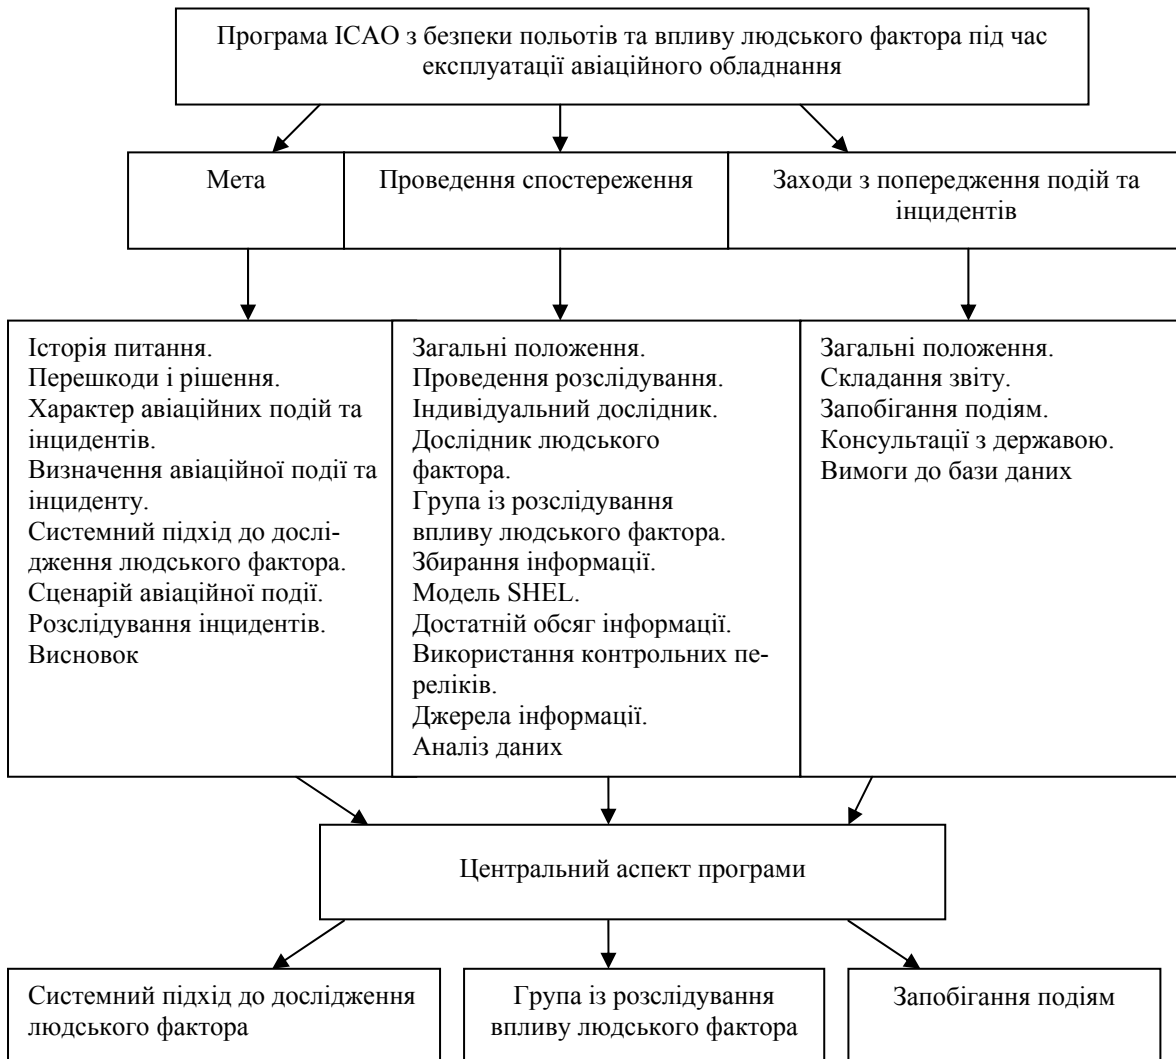 Програма ICAO з безпеки польотів та впливу людського фактора під час
експлуатації авіаційного обладнання
Мета
Проведення спостереження
Заходи з попередження подій та
інцидентів
Історія питання.
Перешкоди і рішення.
Характер авіаційних подій та
інцидентів.
Визначення авіаційної події та
інциденту.
Системний підхід до дослі-
дження людського фактора.
Сценарій авіаційної події.
Розслідування інцидентів.
Висновок
Загальні положення.
Проведення розслідування.
Індивідуальний дослідник.
Дослідник людського
фактора.
Група із розслідування
впливу людського фактора.
Збирання інформації.
Модель SHEL.
Достатній обсяг інформації.
Використання контрольних пе-
реліків.
Джерела інформації.
Аналіз даних
Загальні положення.
Складання звіту.
Запобігання подіям.
Консультації з державою.
Вимоги до бази даних
Центральний аспект програми
Системний підхід до дослідження
людського фактора
Група із розслідування
впливу людського фактора
Запобігання подіям